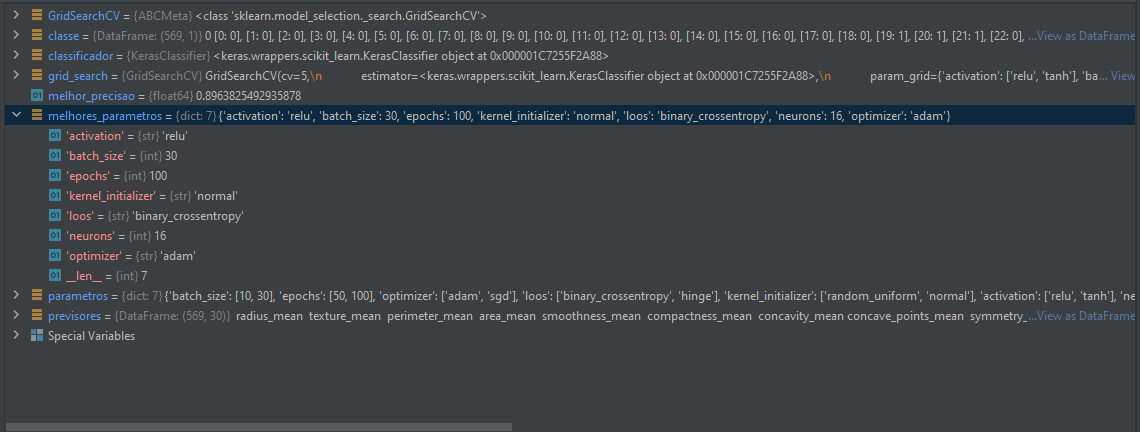 GridSearchCV = {ABCMeta} <class 'sklearn.model_selection._search.GridSearchCV'>
classe = {DataFrame: (569, 1)} 0 [0: 0], [1: 0], [2: 0], [3: 0], [4: 0], [5: 0], [6: 0], [7: 0], [8: 0], [9: 0], [10: 0], [11: 0], [12: 0], [13: 0], [14: 0], [15: 0], [16: 0], [17: 0], [18: 0], [19: 1], [20: 1], [21: 1], [22: 0], ...View as DataFrame
classificador = {KerasClassifier} <keras.wrappers.scikit_learn.KerasClassifier object at 0x000001C7255F2A88>
grid_search = {GridSearchCV} GridSearchCV(cv=5,\n estimator=<keras.wrappers.scikit_learn.KerasClassifier object at 0x000001C7255F2A88>,\n param_grid={'activation': ['relu', 'tanh'], 'ba... View
01 melhor_precisao = {float64} 0.8963825492935878
melhores_parametros = {dict: 7} {'activation': 'relu', 'batch_size': 30, 'epochs': 100, 'kernel_initializer': 'normal', 'loos': 'binary_crossentropy', 'neurons': 16, 'optimizer': 'adam'}
01 'activation' = {str} 'relu'
01 'batch_size' = {int} 30
01 'epochs' = {int} 100
01 'kernel_initializer' = {str} 'normal'
01 'loos' = {str} 'binary_crossentropy'
01 'neurons' = {int} 16
01 'optimizer' = {str} 'adam'
01 __len__ = {int} 7
parametros = {dict: 7} {'batch_size': [10, 30], 'epochs': [50, 100], 'optimizer': ['adam', 'sgd'], 'loos': ['binary_crossentropy', 'hinge'], 'kernel_initializer': ['random_uniform', 'normal'], 'activation': ['relu', 'tanh'], 'ne
previsores = {DataFrame: (569, 30)} radius_mean texture_mean perimeter_mean area_mean smoothness_mean compactness_mean concavity_mean concave_points_mean symmetry_ ...View as DataFrame
Special Variables